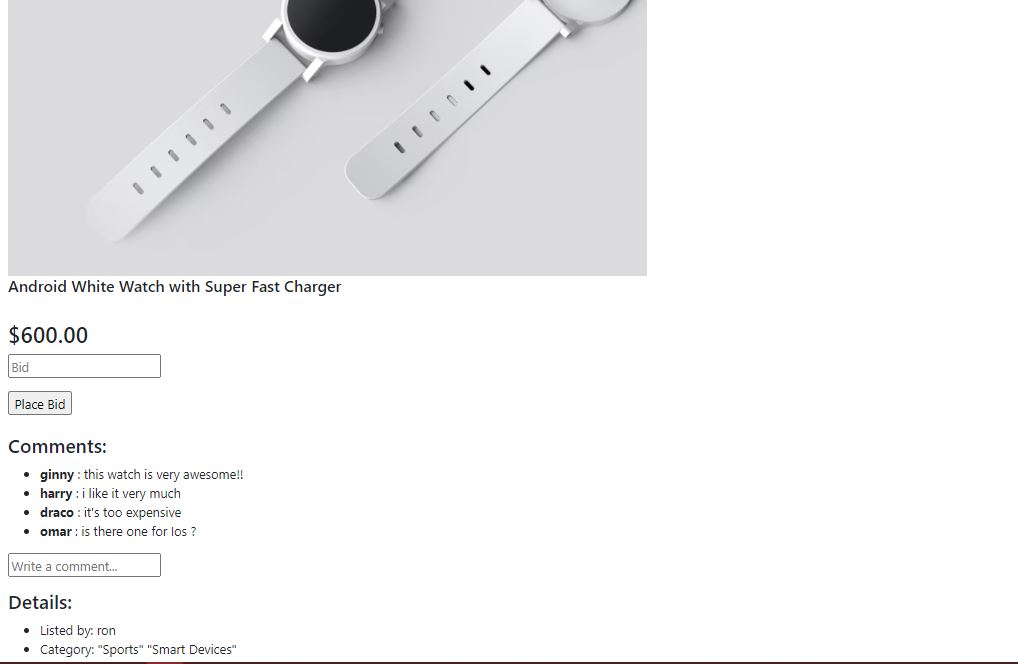 Android White Watch with Super Fast Charger
$600.00
Bid
Place Bid
Comments:
ginny : this watch is very awesome!!
harry : i like it very much
draco : it's too expensive
omar : is there one for Ios ?
Write a comment...
Details:
Listed by: ron
Category: "Sports" "Smart Devices"